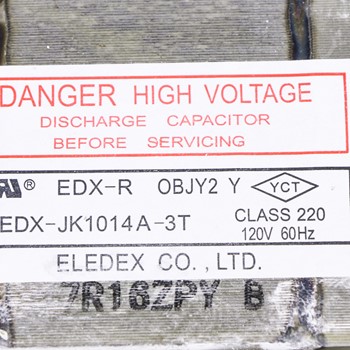 DANGER HIGH VOLTAGE
DISCHARGE CAPACITOR
BEFORE SERVICING
® EDX-R OBJY2 Y YCT
EDX-JK1014A-3T CLASS 220
120V 60Hz
ELEDEX CO., LTD.
7R16ZPY B